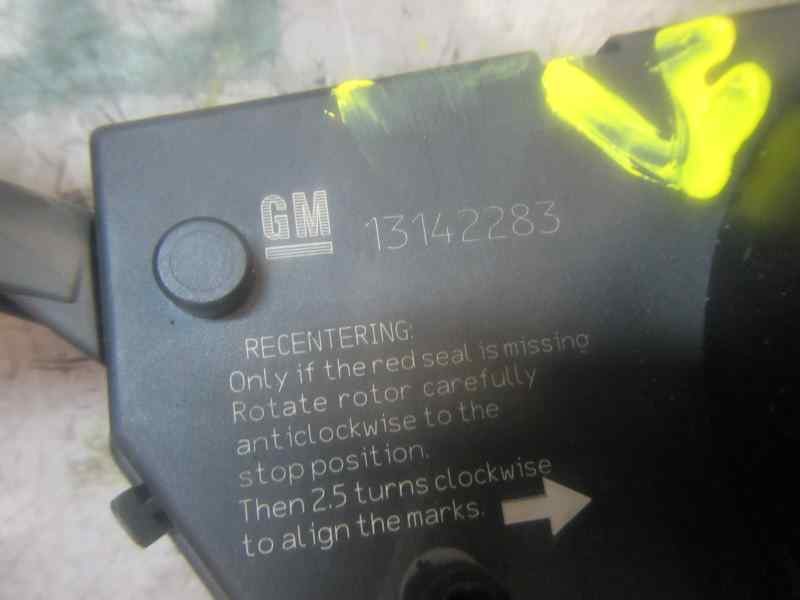 GM 13142283
RECENTERING:
Only if the red seal is missing
Rotate rotor carefully
anticlockwise to the
stop position.
Then 2.5 turns clockwise
to align the marks.